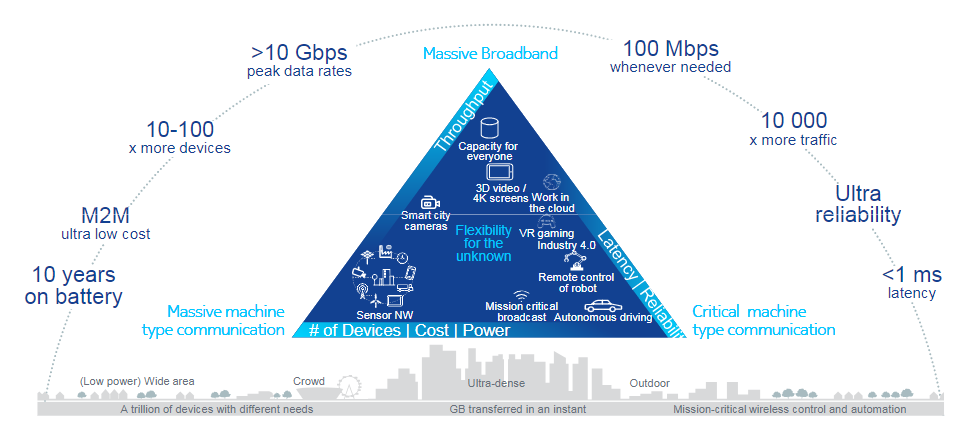 >10 Gbps
peak data rates
Massive Broadband
100 Mbps
whenever needed
10-100
x more devices
10 000
x more traffic
M2M
ultra low cost
Ultra
reliability
10 years
on battery
<1 ms
latency
Throughput
Capacity for
everyone
3D video /
4K screens
Work in
the cloud
Smart city
cameras
Flexibility
for the
unknown
VR gaming
Industry 4.0
Remote control
of robot
Sensor NW
Mission critical
broadcast
Autonomous driving
Latency | Reliability
Massive machine
type communication
# of Devices | Cost | Power
Critical machine
type communication
(Low power) Wide area
Crowd
Ultra-dense
Outdoor
A trillion of devices with different needs
GB transferred in an instant
Mission-critical wireless control and automation